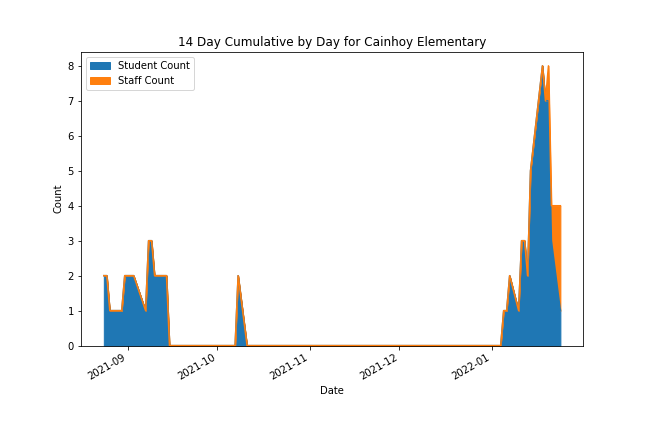 14 Day Cumulative by Day for Cainhoy Elementary
Student Count
Staff Count
8
7
6
5
4
3
2
1
0
Count
2021-09
2021-10
2021-11
2021-12
2022-01
Date